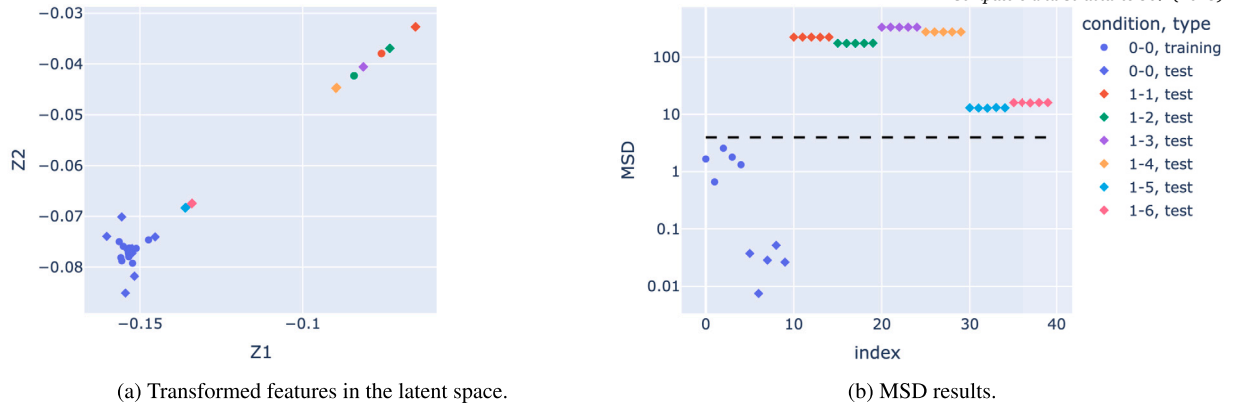 −0.03
−0.04
−0.05
−0.06
−0.07
−0.08
Z2
−0.15
−0.1
Z1
(a) Transformed features in the latent space.
100
10
1
0.1
0.01
MSD
0
10
20
30
40
index
condition, type
0-0, training
0-0, test
1-1, test
1-2, test
1-3, test
1-4, test
1-5, test
1-6, test
(b) MSD results.